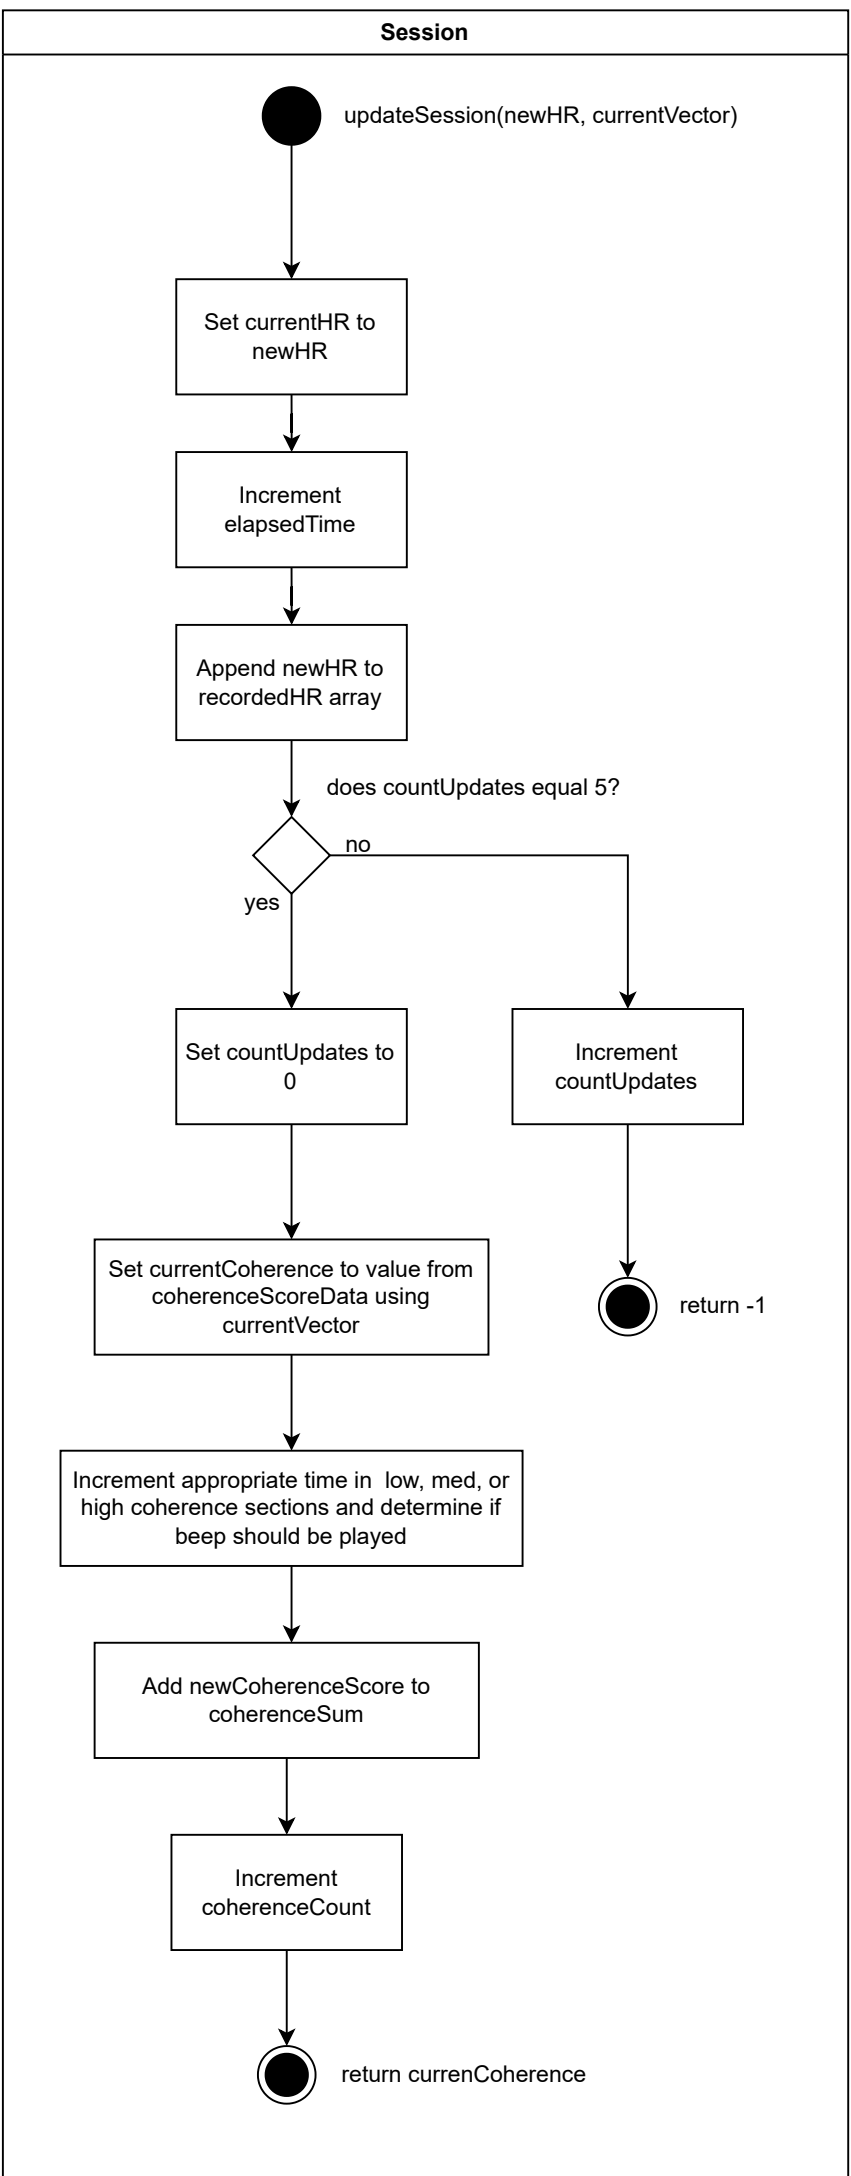 Session
updateSession(newHR, currentVector)
Set currentHR to
newHR
Increment
elapsedTime
Append newHR to
recordedHR array
does countUpdates equal 5?
no
yes
Set countUpdates to
0
Increment
countUpdates
Set currentCoherence to value from
coherenceScoreData using
currentVector
return -1
Increment appropriate time in  low, med, or
high coherence sections and determine if
beep should be played
Add newCoherenceScore to
coherenceSum
Increment
coherenceCount
return currenCoherence